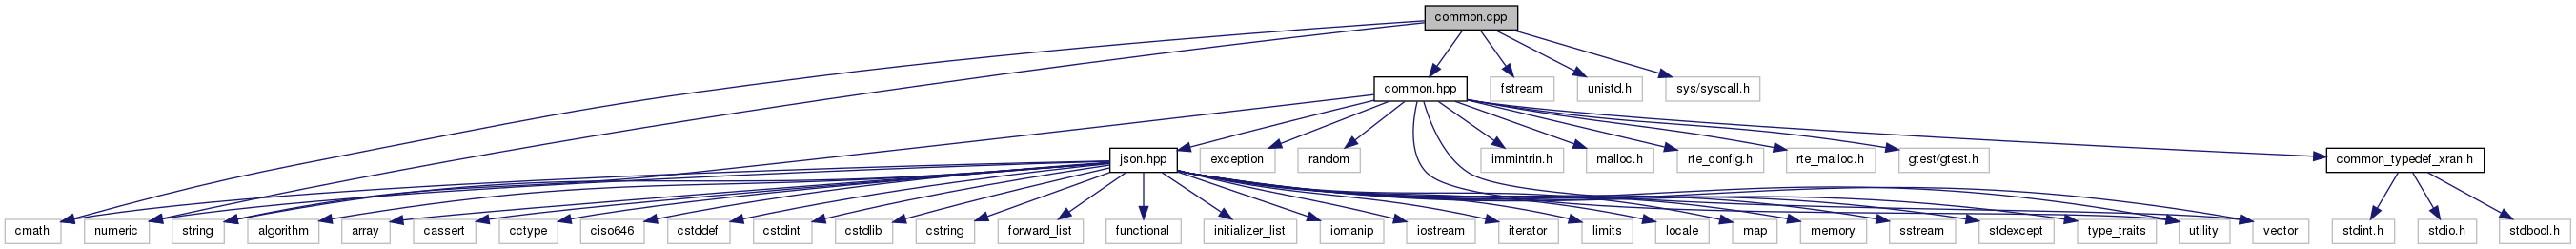 common.cpp
common.hpp
fstream
unistd.h
sys/syscall.h
json.hpp
exception
random
immintrin.h
malloc.h
rte_config.h
rte_malloc.h
gtest/gtest.h
common_typedef_xran.h
cmath
numeric
string
algorithm
array
cassert
cctype
ciso646
cstddef
cstdint
cstdlib
cstring
forward_list
functional
initializer_list
iomanip
iostream
iterator
limits
locale
map
memory
sstream
stdexcept
type_traits
utility
vector
stdint.h
stdio.h
stdbool.h